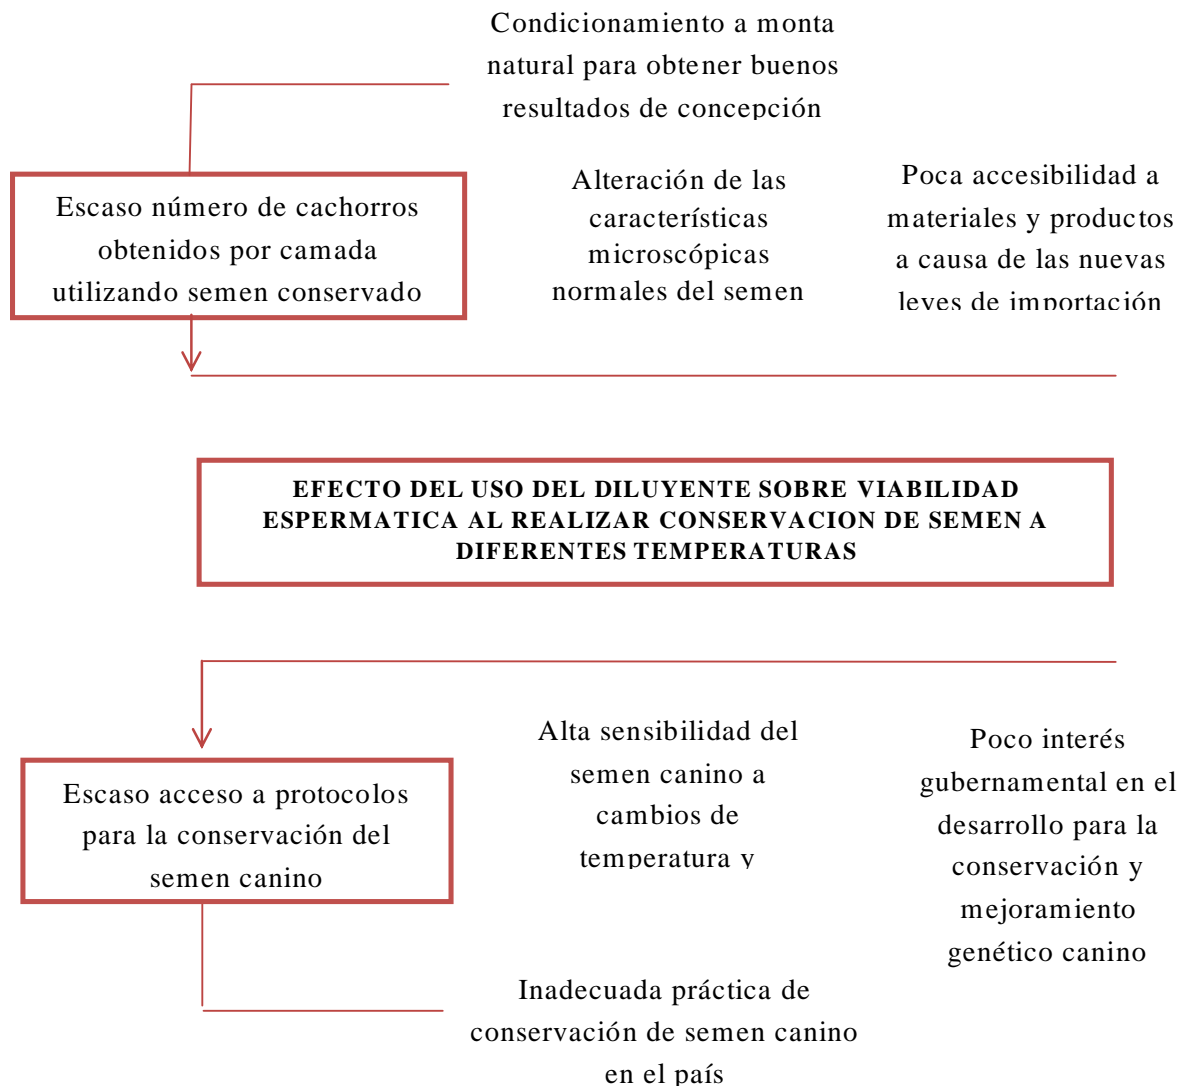 Condicionamiento a monta
natural para obtener buenos
resultados de concepción
Escaso número de cachorros
obtenidos por camada
utilizando semen conservado
Alteración de las
características
microscópicas
normales del semen
Poca accesibilidad a
materiales y productos
a causa de las nuevas
leyes de importación
EFECTO DEL USO DEL DILUYENTE SOBRE VIABILIDAD
ESPERMATICA AL REALIZAR CONSERVACION DE SEMEN A
DIFERENTES TEMPERATURAS
Escaso acceso a protocolos
para la conservación del
semen canino
Alta sensibilidad del
semen canino a
cambios de
temperatura y
Poco interés
gubernamental en el
desarrollo para la
conservación y
mejoramiento
genético canino
Inadecuada práctica de
conservación de semen canino
en el país